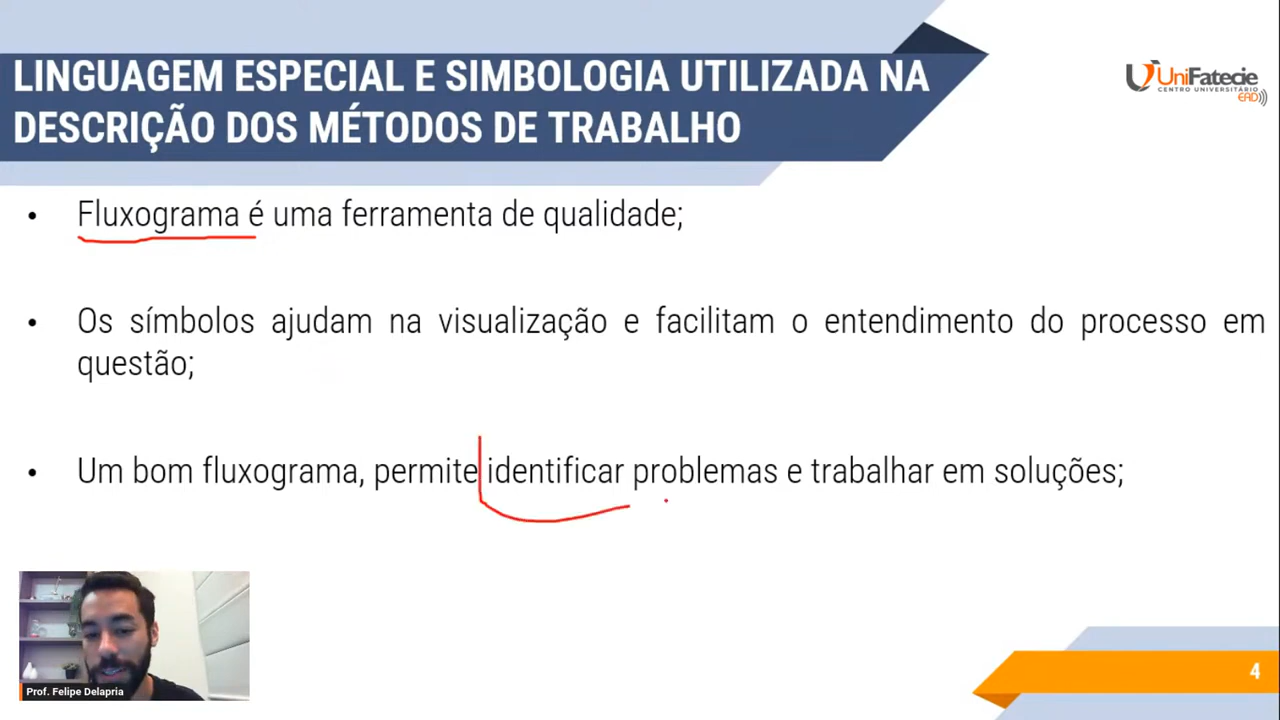 LINGUAGEM ESPECIAL E SIMBOLOGIA UTILIZADA NA
DESCRIÇÃO DOS MÉTODOS DE TRABALHO
UniFatecie
CENTRO UNIVERSITÁRIO
EAD
• Fluxograma é uma ferramenta de qualidade;
• Os símbolos ajudam na visualização e facilitam o entendimento do processo em
questão;
• Um bom fluxograma, permite identificar problemas e trabalhar em soluções;
Prof. Felipe Delapria
4